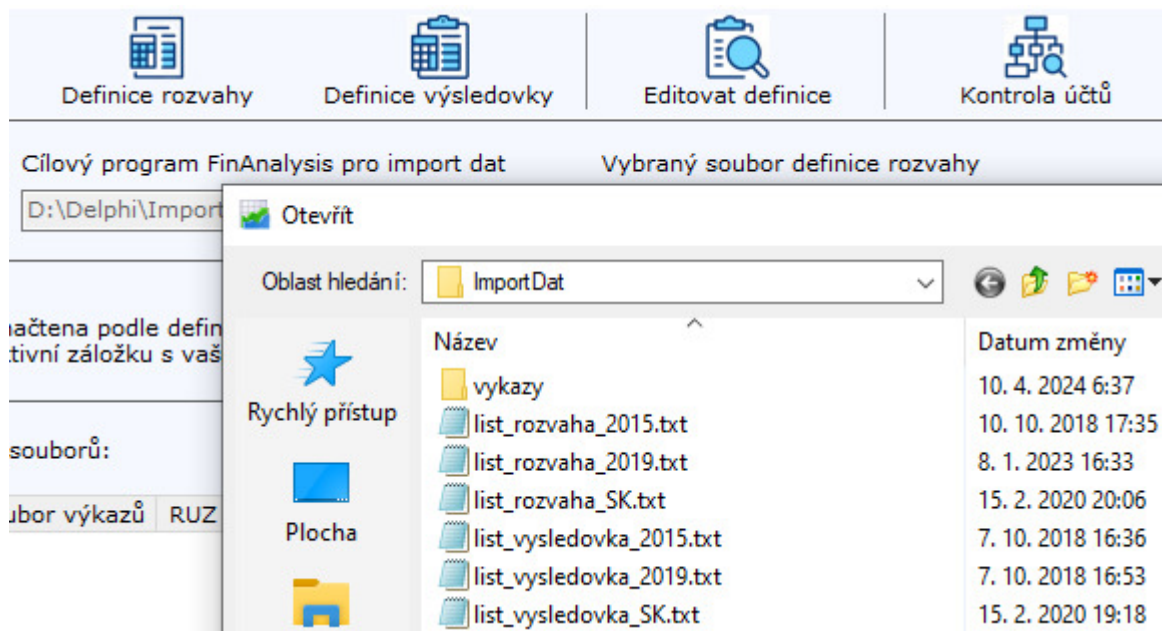 Definice rozvahy Definice výsledovky Editovat definice Kontrola účtů
Cílový program FinAnalysis pro import dat Vybraný soubor definice rozvahy
D:\Delphi\Import
Otevřít
Oblast hledání: ImportDat
načtena podle defin
tivní záložku s vaš
souborů:
ubor výkazů RUZ
Rychlý přístup
Plocha
Název Datum změny
vykazy 10. 4. 2024 6:37
list_rozvaha_2015.txt 10. 10. 2018 17:35
list_rozvaha_2019.txt 8. 1. 2023 16:33
list_rozvaha_SK.txt 15. 2. 2020 20:06
list_vysledovka_2015.txt 7. 10. 2018 16:36
list_vysledovka_2019.txt 7. 10. 2018 16:53
list_vysledovka_SK.txt 15. 2. 2020 19:18